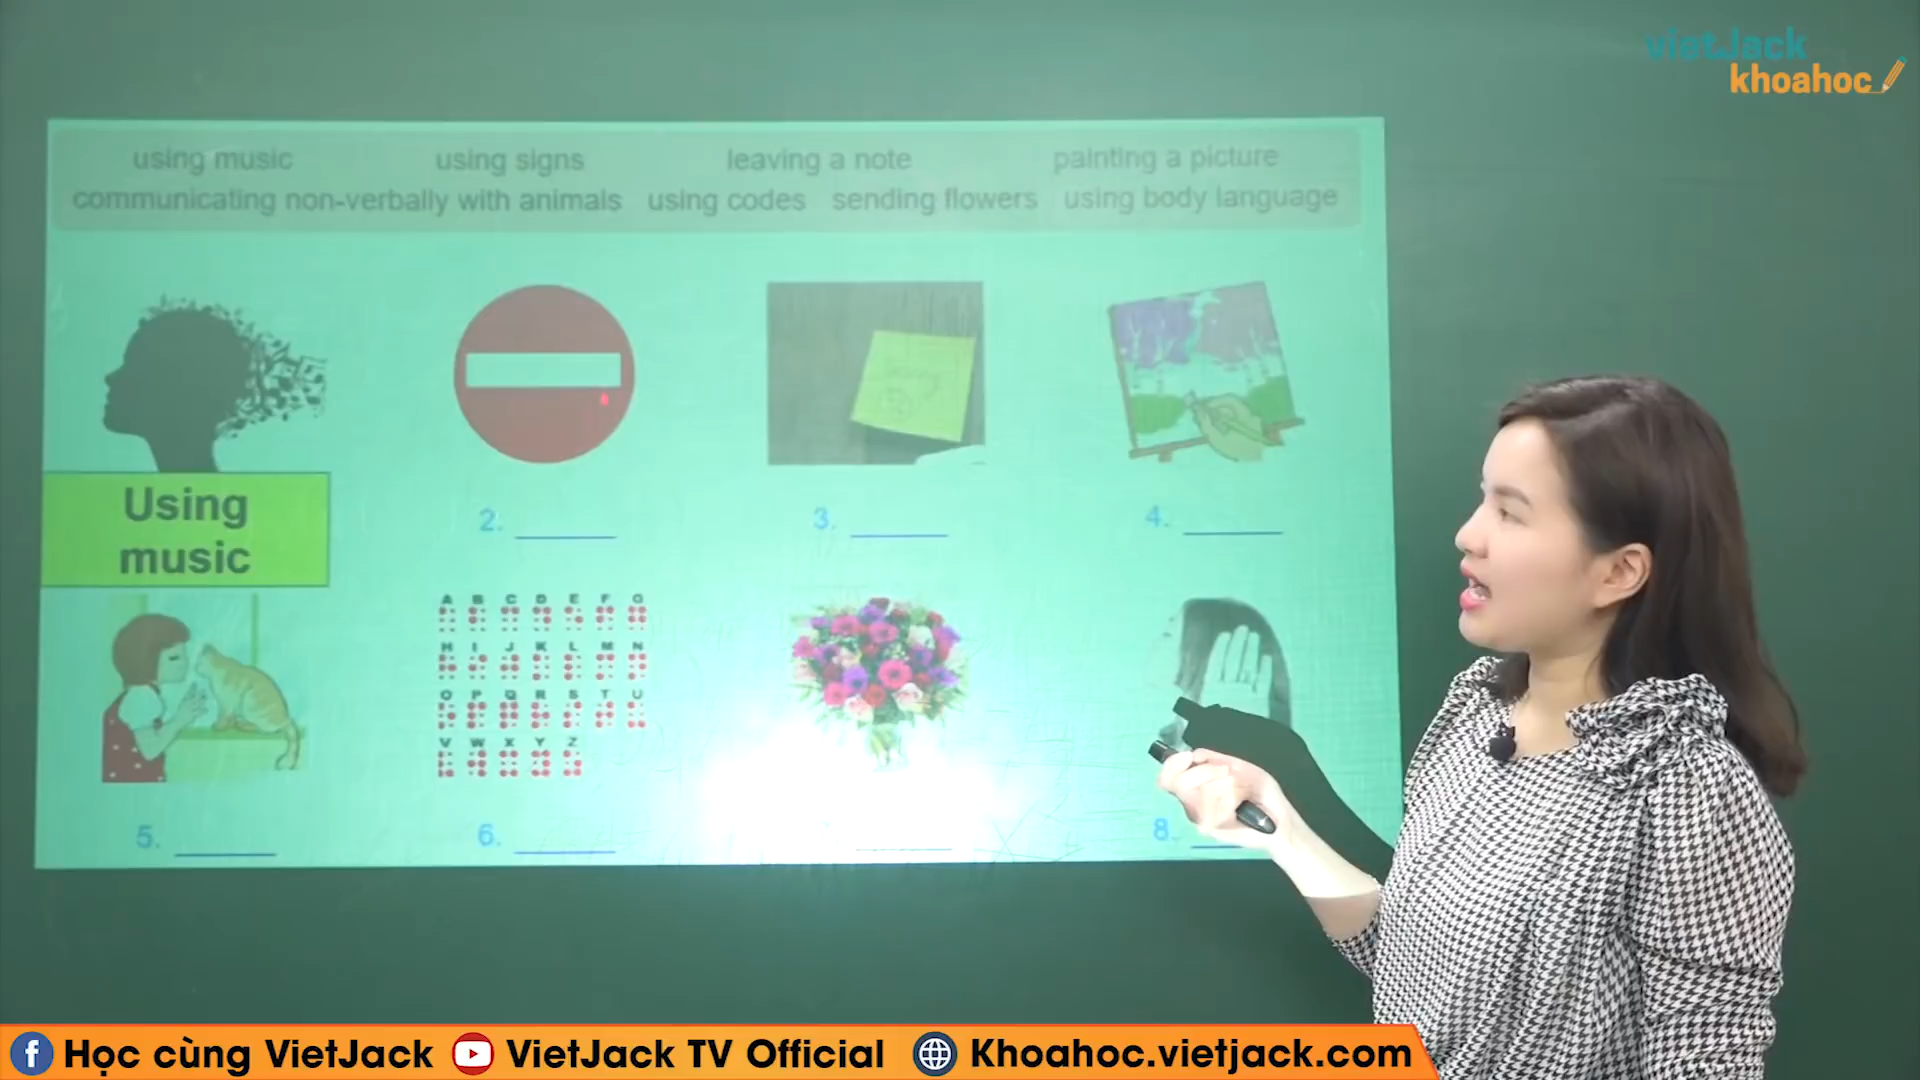 vietJack
khoahoc
using music using signs leaving a note painting a picture
communicating non-verbally with animals using codes sending flowers using body language
Using
music
2. 3. 4.
A B C D E F G
H I J K L M N
O P Q R S T U
V W X Y Z
5. 6. 8.
Học cùng VietJack VietJack TV Official Khoahoc.vietjack.com